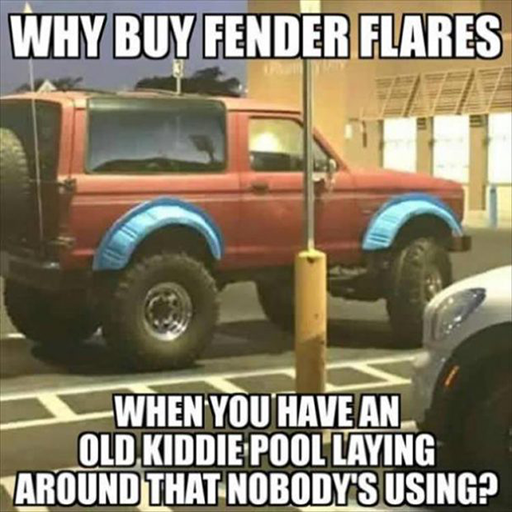 WHY BUY FENDER FLARES
WHEN YOU HAVE AN
OLD KIDDIE POOL LAYING
AROUND THAT NOBODY'S USING?